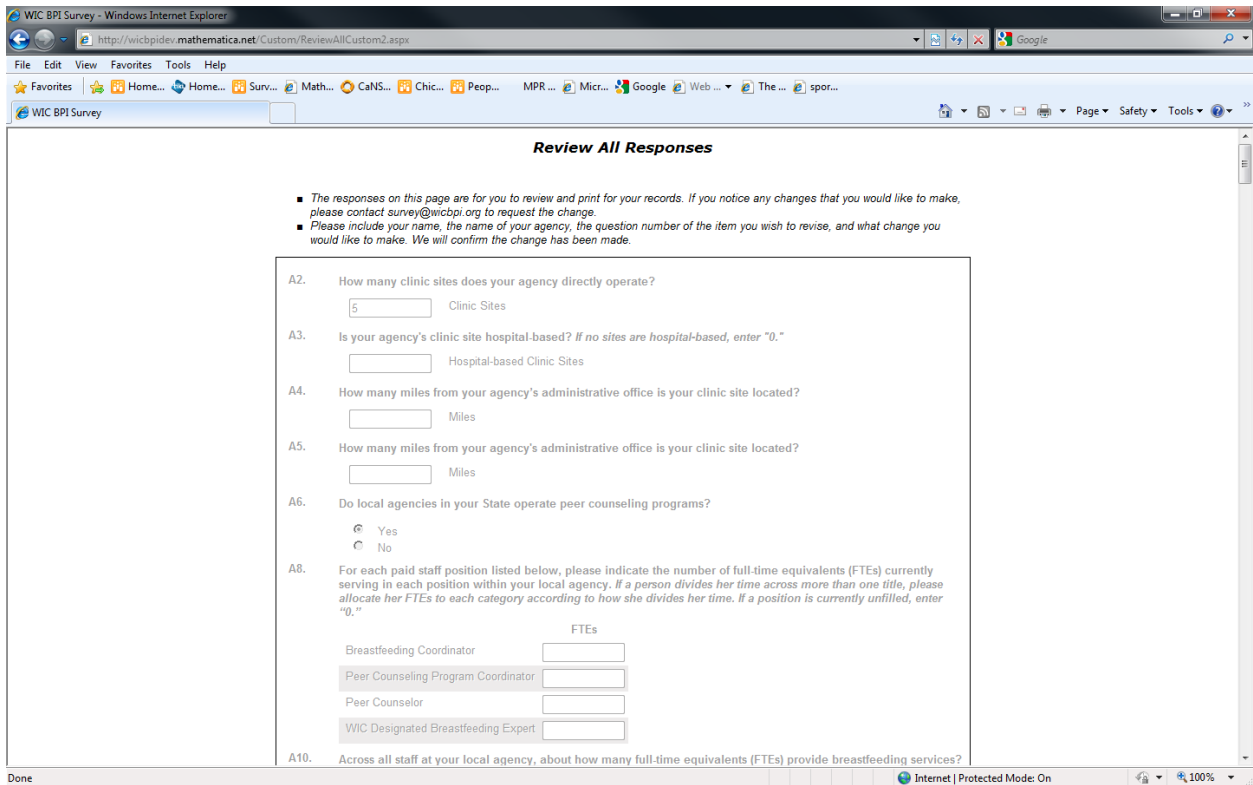 WIC BPI Survey - Windows Internet Explorer
http://wicbpidev.mathematica.net/Custom/ReviewAllCustom2.aspx
Google
File Edit View Favorites Tools Help
Favorites Home... Home... Surv... Math... CaNS... Chic... Peop... MPR ... Micr... Google Web ... The ... spor...
WIC BPI Survey
Page Safety Tools
Review All Responses
■ The responses on this page are for you to review and print for your records. If you notice any changes that you would like to make,
please contact survey@wicbpi.org to request the change.
■ Please include your name, the name of your agency, the question number of the item you wish to revise, and what change you
would like to make. We will confirm the change has been made.
A2. How many clinic sites does your agency directly operate?
5 Clinic Sites
A3. Is your agency's clinic site hospital-based? If no sites are hospital-based, enter "0."
Hospital-based Clinic Sites
A4. How many miles from your agency's administrative office is your clinic site located?
Miles
A5. How many miles from your agency's administrative office is your clinic site located?
Miles
A6. Do local agencies in your State operate peer counseling programs?
Yes
No
A8. For each paid staff position listed below, please indicate the number of full-time equivalents (FTEs) currently
serving in each position within your local agency. If a person divides her time across more than one title, please
allocate her FTEs to each category according to how she divides her time. If a position is currently unfilled, enter
“0.”
FTEs
Breastfeeding Coordinator
Peer Counseling Program Coordinator
Peer Counselor
WIC Designated Breastfeeding Expert
A10. Across all staff at your local agency, about how many full-time equivalents (FTEs) provide breastfeeding services?
Done Internet | Protected Mode: On 100%